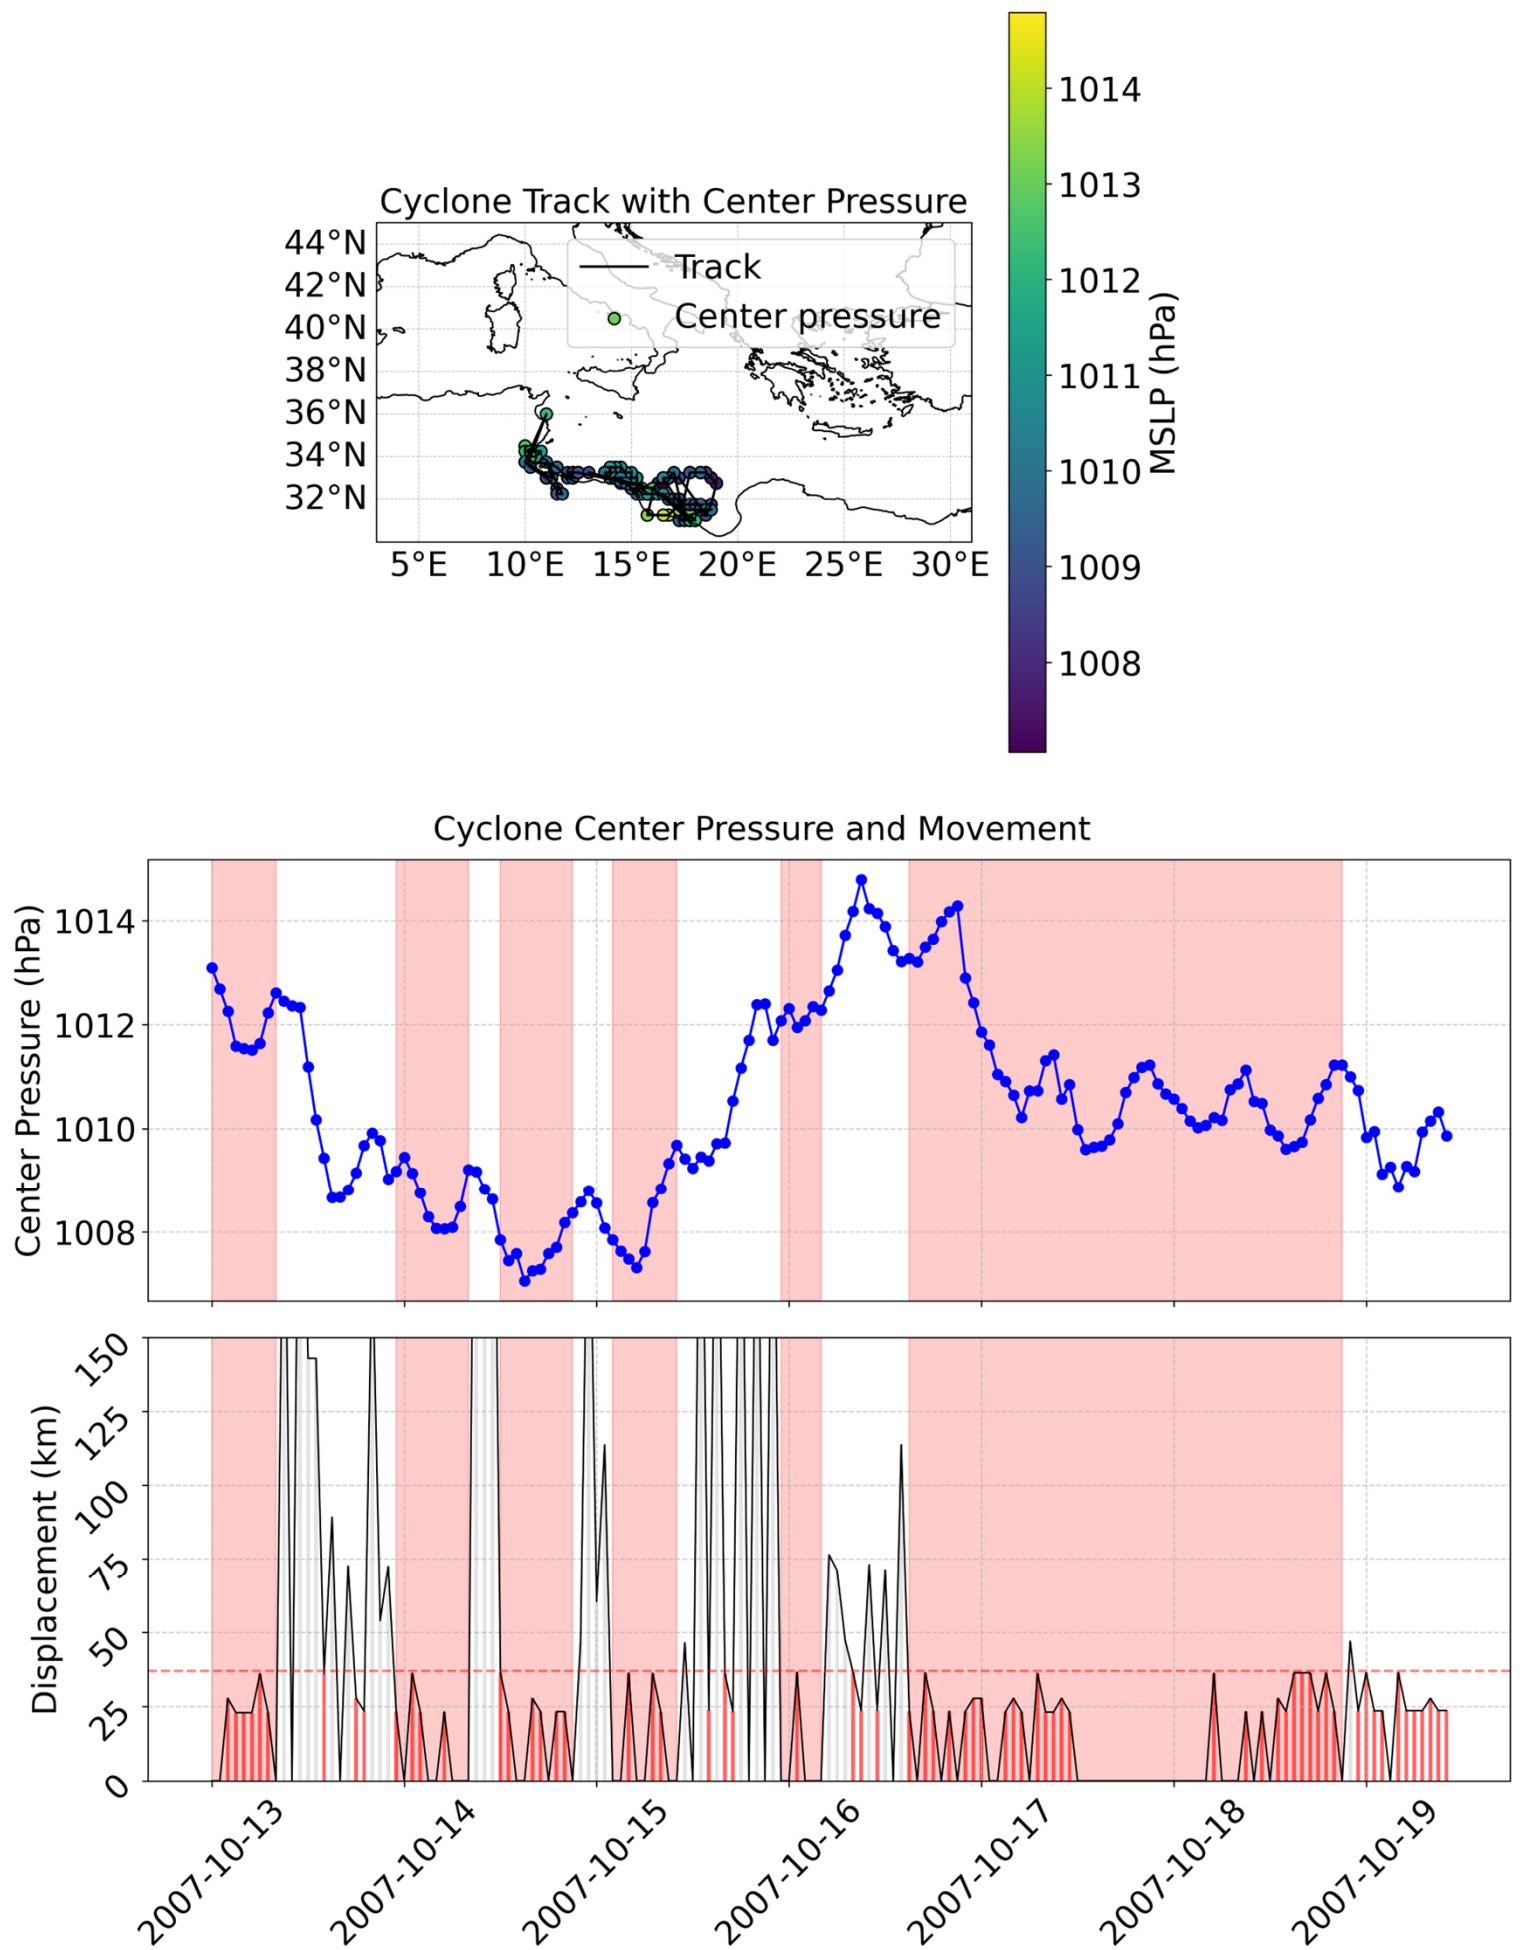 Cyclone Track with Center Pressure
44°N
42°N
40°N
38°N
36°N
34°N
32°N
Track
Center pressure
5°E 10°E 15°E 20°E 25°E 30°E
1014
1013
1012
1011
1010
1009
1008
MSLP (hPa)
Cyclone Center Pressure and Movement
Center Pressure (hPa)
1014
1012
1010
1008
Displacement (km)
150
125
100
75
50
25
0
2007-10-13
2007-10-14
2007-10-15
2007-10-16
2007-10-17
2007-10-18
2007-10-19